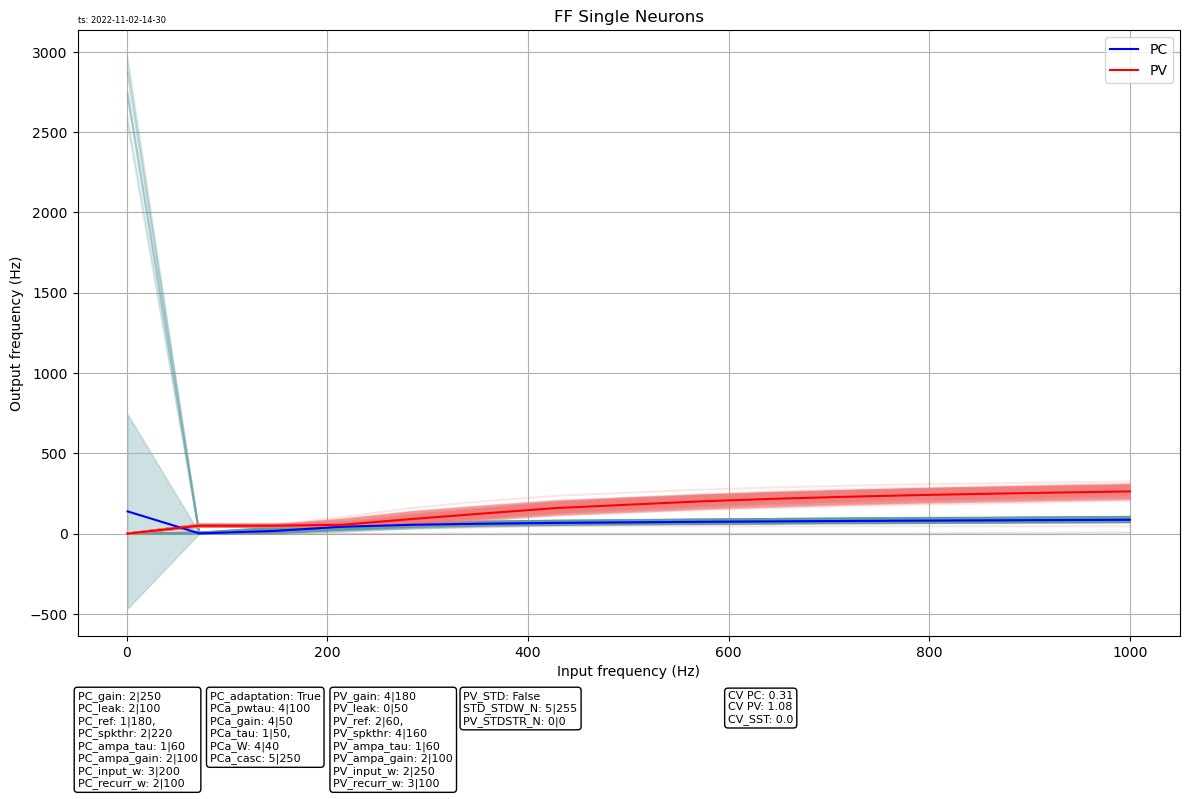 ts: 2022-11-02-14-30
FF Single Neurons
PC
PV
3000
2500
2000
1500
1000
500
0
−500
Output frequency (Hz)
0
200
400
600
800
1000
Input frequency (Hz)
PC_gain: 2|250
PC_leak: 2|100
PC_ref: 1|180,
PC_spkthr: 2|220
PC_ampa_tau: 1|60
PC_ampa_gain: 2|100
PC_input_w: 3|200
PC_recurr_w: 2|100
PC_adaptation: True
PCa_pwtau: 4|100
PCa_gain: 4|50
PCa_tau: 1|50,
PCa_W: 4|40
PCa_casc: 5|250
PV_gain: 4|180
PV_leak: 0|50
PV_ref: 2|60,
PV_spkthr: 4|160
PV_ampa_tau: 1|60
PV_ampa_gain: 2|100
PV_input_w: 2|250
PV_recurr_w: 3|100
PV_STD: False
STD_STDW_N: 5|255
PV_STDSTR_N: 0|0
CV PC: 0.31
CV PV: 1.08
CV_SST: 0.0